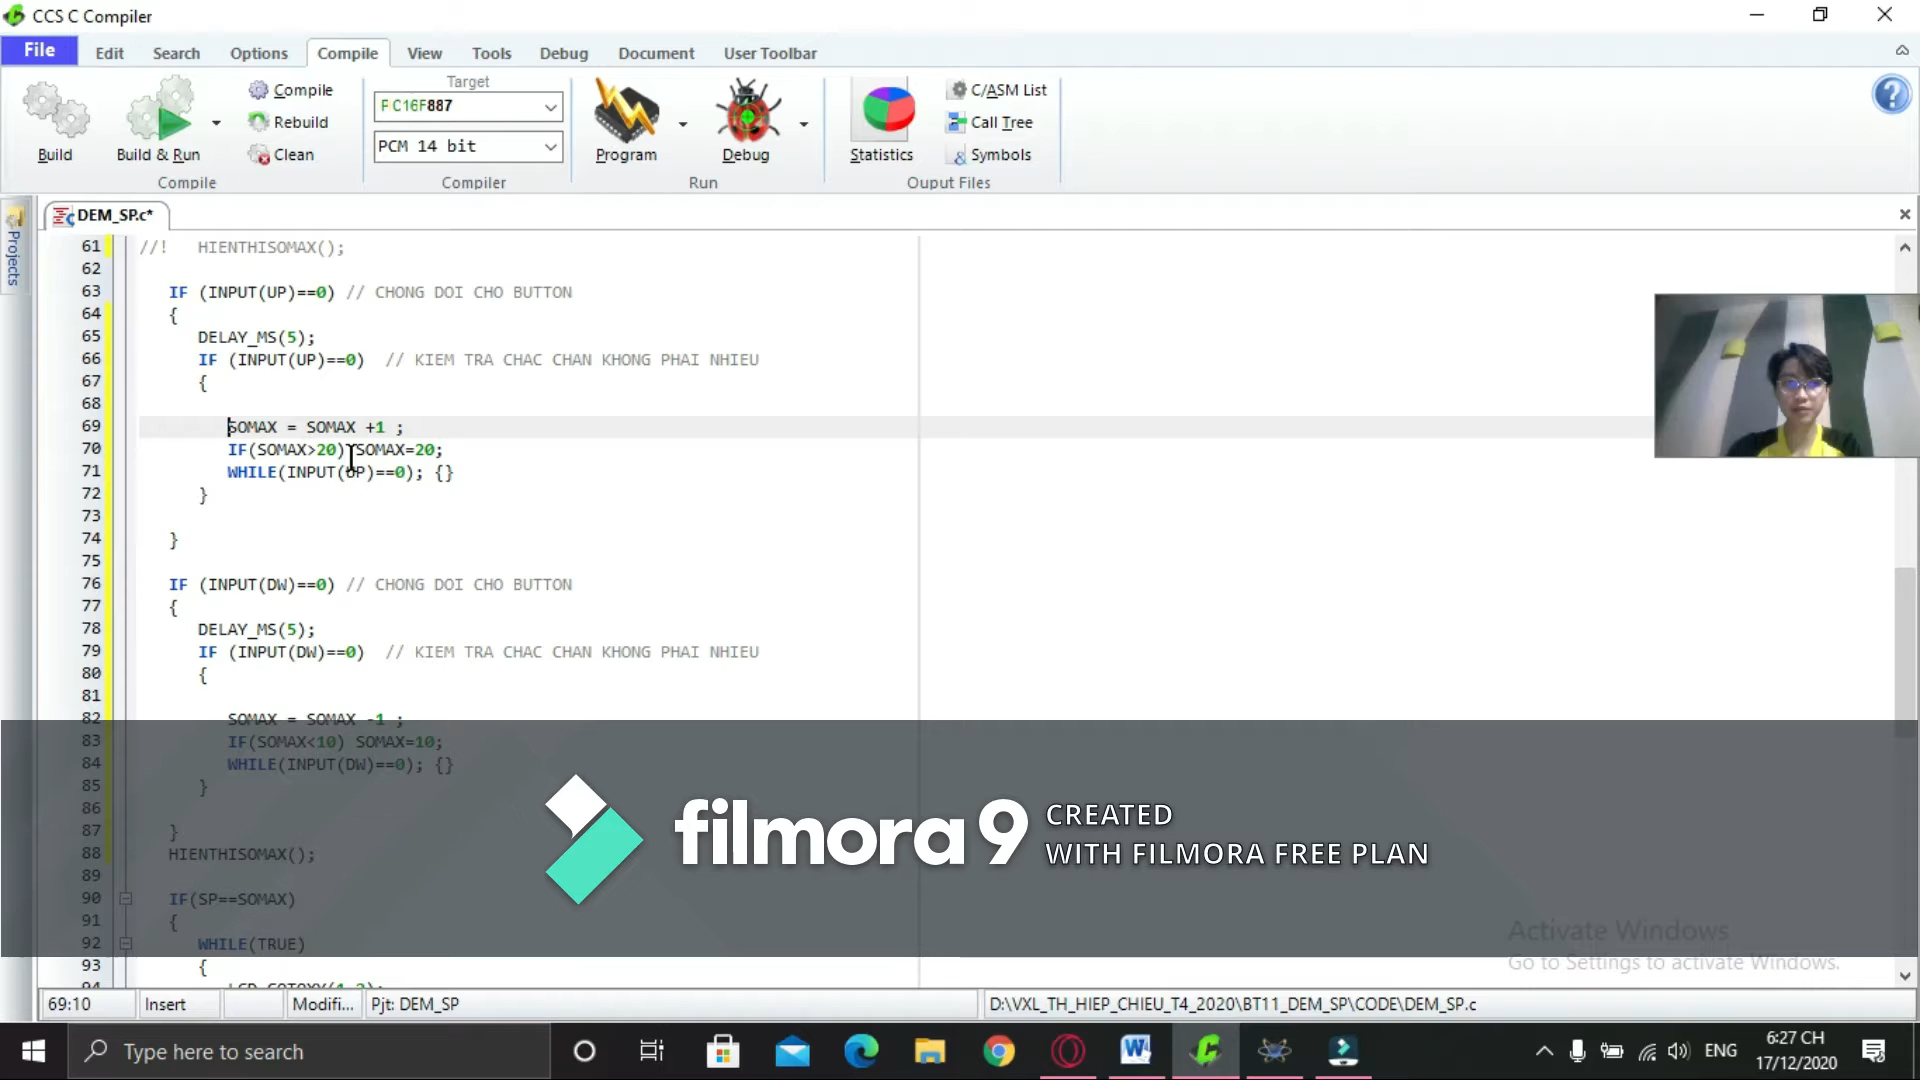 CCS C Compiler
File Edit Search Options Compile View Tools Debug Document User Toolbar
Build
Build & Run
Compile
Rebuild
Clean
Compile
Target
PIC16F887
PCM 14 bit
Compiler
Program
Debug
Run
Statistics
C/ASM List
Call Tree
Symbols
Ouput Files
Projects
DEM_SP.c*
61 //! HIENTHISOMAX();
62
63 IF (INPUT(UP)==0) // CHONG DOI CHO BUTTON
64 {
65 DELAY_MS(5);
66 IF (INPUT(UP)==0) // KIEM TRA CHAC CHAN KHONG PHAI NHIEU
67 {
68
69 SOMAX = SOMAX +1 ;
70 IF(SOMAX>20) SOMAX=20;
71 WHILE(INPUT(UP)==0); {}
72 }
73
74 }
75
76 IF (INPUT(DW)==0) // CHONG DOI CHO BUTTON
77 {
78 DELAY_MS(5);
79 IF (INPUT(DW)==0) // KIEM TRA CHAC CHAN KHONG PHAI NHIEU
80 {
81
82 SOMAX = SOMAX -1 ;
83 IF(SOMAX<10) SOMAX=10;
84 WHILE(INPUT(DW)==0); {}
85 }
86
87 }
88 HIENTHISOMAX();
89
90 IF(SP==SOMAX)
91 {
92 WHILE(TRUE)
93 {
94 LCD_GOTOXY(1,2);
filmora9 CREATED
WITH FILMORA FREE PLAN
Activate Windows
Go to Settings to activate Windows.
69:10 Insert Modifi... Pjt: DEM_SP D:\VXL_TH_HIEP_CHIEU_T4_2020\BT11_DEM_SP\CODE\DEM_SP.c
Type here to search
ENG
6:27 CH
17/12/2020